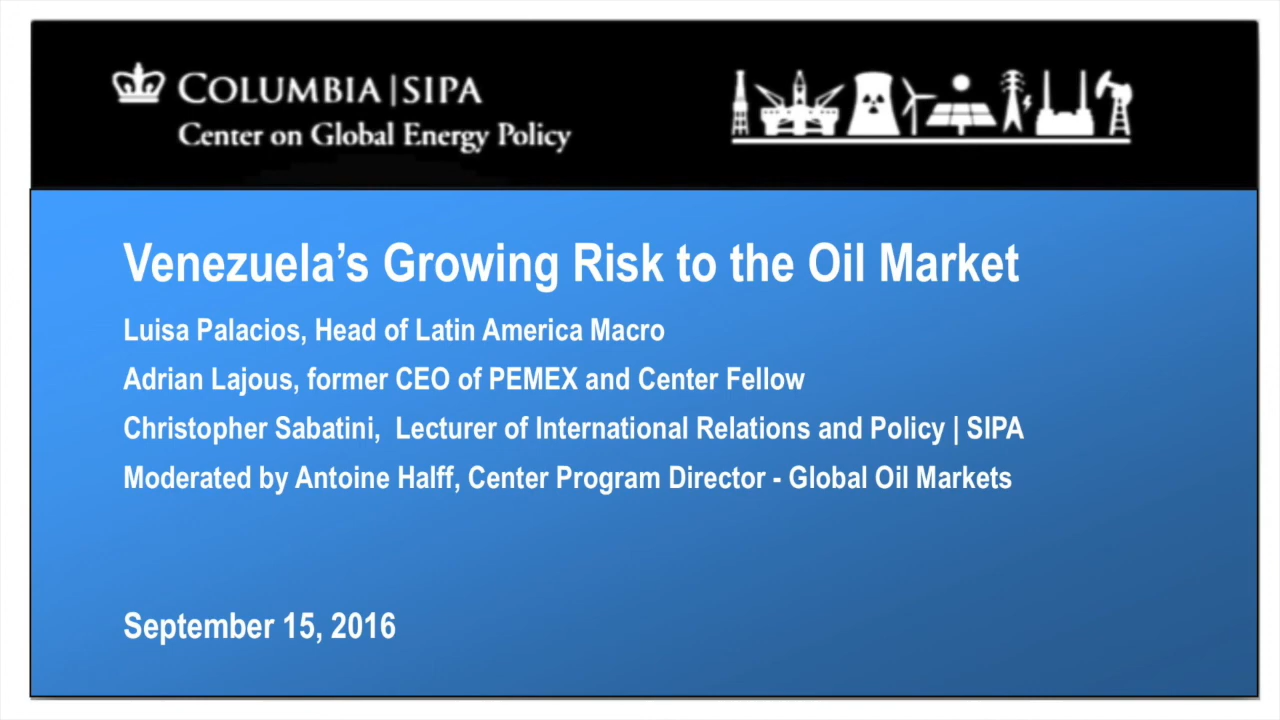 COLUMBIA | SIPA
Center on Global Energy Policy
Venezuela's Growing Risk to the Oil Market
Luisa Palacios, Head of Latin America Macro
Adrian Lajous, former CEO of PEMEX and Center Fellow
Christopher Sabatini,  Lecturer of International Relations and Policy | SIPA
Moderated by Antoine Halff, Center Program Director - Global Oil Markets
September 15, 2016